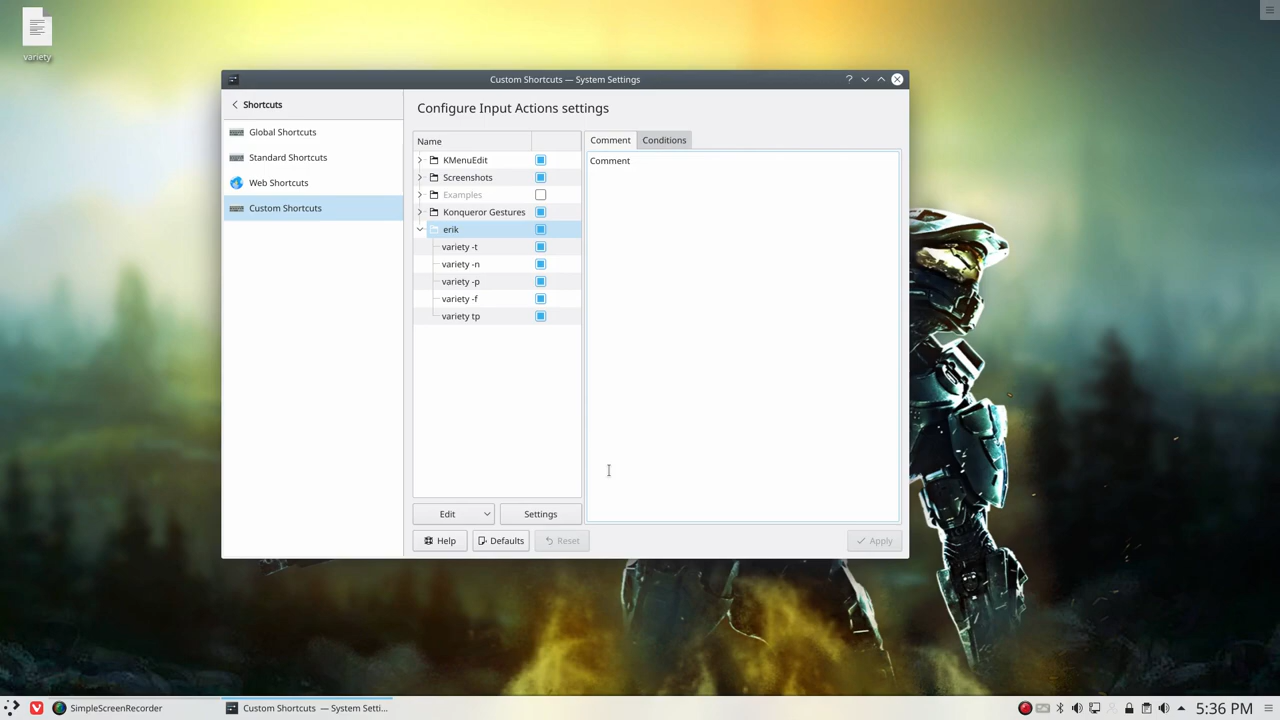 variety
Custom Shortcuts — System Settings
Shortcuts
Global Shortcuts
Standard Shortcuts
Web Shortcuts
Custom Shortcuts
Configure Input Actions settings
Name
KMenuEdit
Screenshots
Examples
Konqueror Gestures
erik
variety -t
variety -n
variety -p
variety -f
variety tp
Comment
Conditions
Comment
Edit
Settings
Help
Defaults
Reset
Apply
SimpleScreenRecorder
Custom Shortcuts — System Setti...
5:36 PM